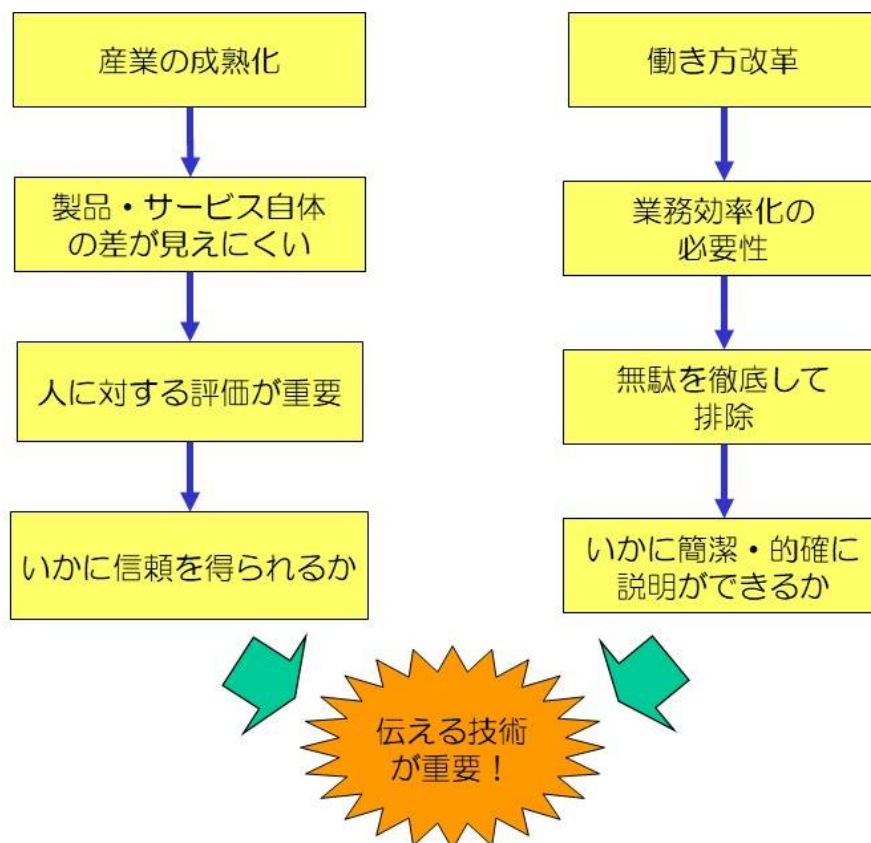 産業の成熟化
製品・サービス自体
の差が見えにくい
人に対する評価が重要
いかに信頼を得られるか
働き方改革
業務効率化の
必要性
無駄を徹底して
排除
いかに簡潔・的確に
説明ができるか
伝える技術
が重要！